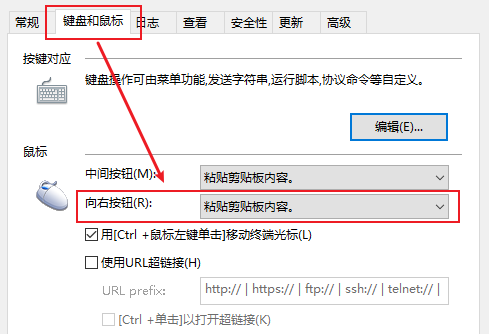 常规 键盘和鼠标 日志 查看 安全性 更新 高级
按键对应
键盘操作可由菜单功能,发送字符串,运行脚本,协议命令等自定义。
编辑(E)...
鼠标
中间按钮(M): 粘贴剪贴板内容。
向右按钮(R): 粘贴剪贴板内容。
用[Ctrl +鼠标左键单击]移动终端光标(L)
使用URL超链接(H)
URL prefix: http:// | https:// | ftp:// | ssh:// | telnet:// |
[Ctrl +单击]以打开超链接(K)